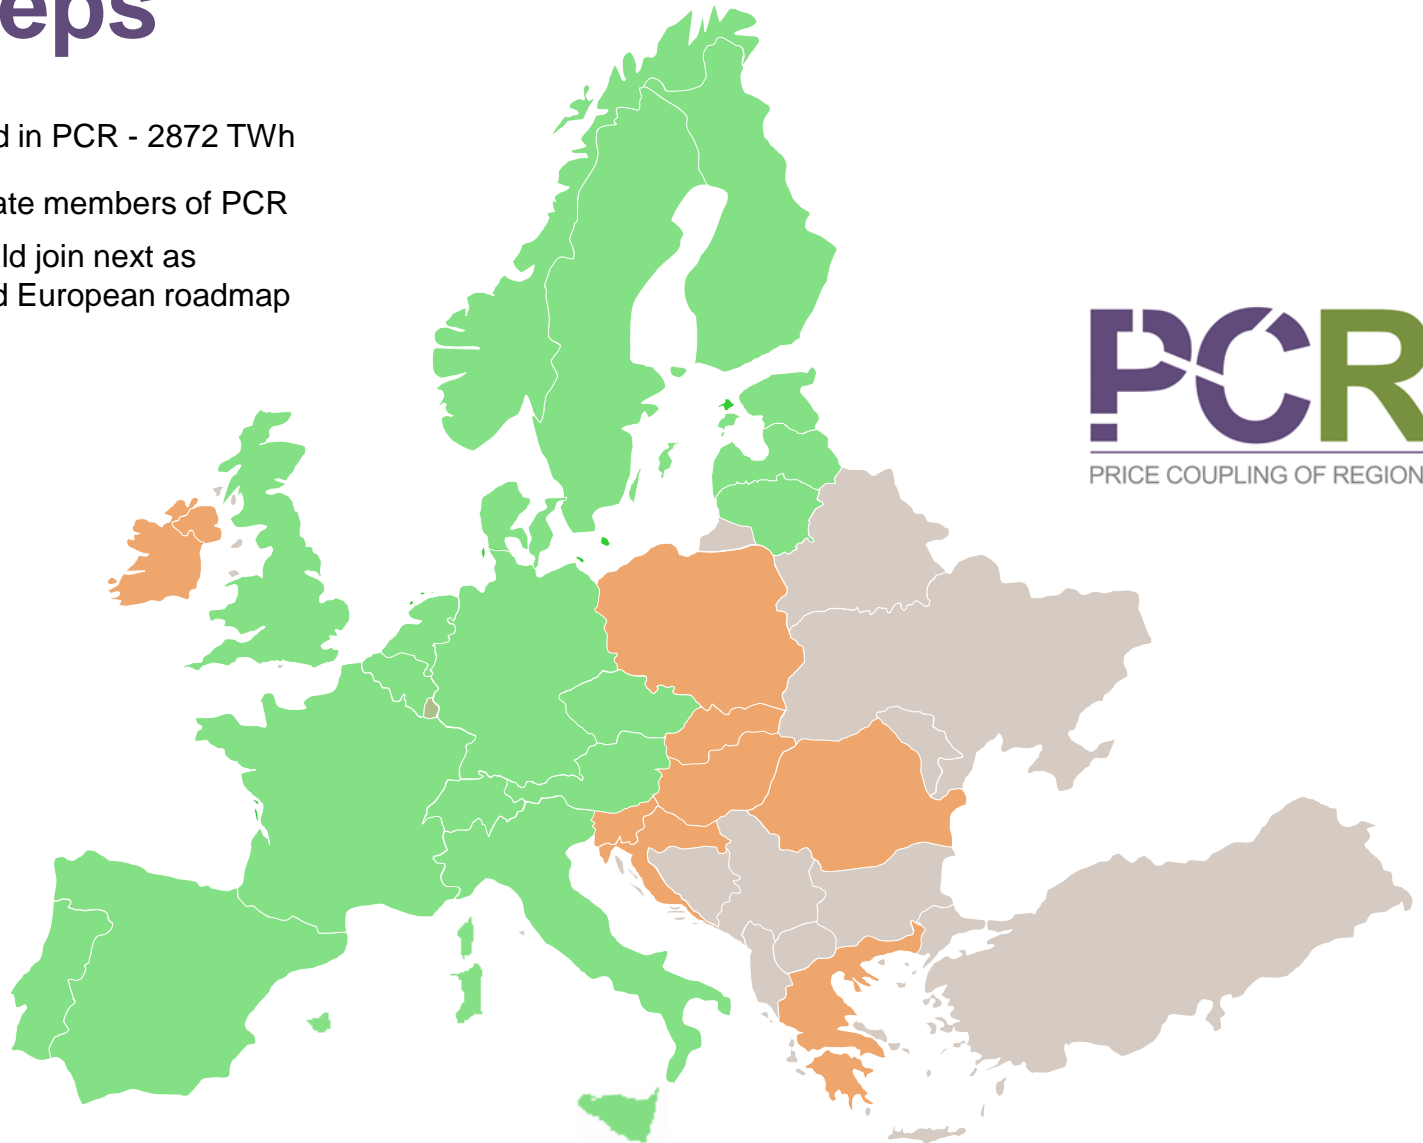 eps
d in PCR - 2872 TWh
ate members of PCR
ld join next as
d European roadmap
PCR
PRICE COUPLING OF REGION